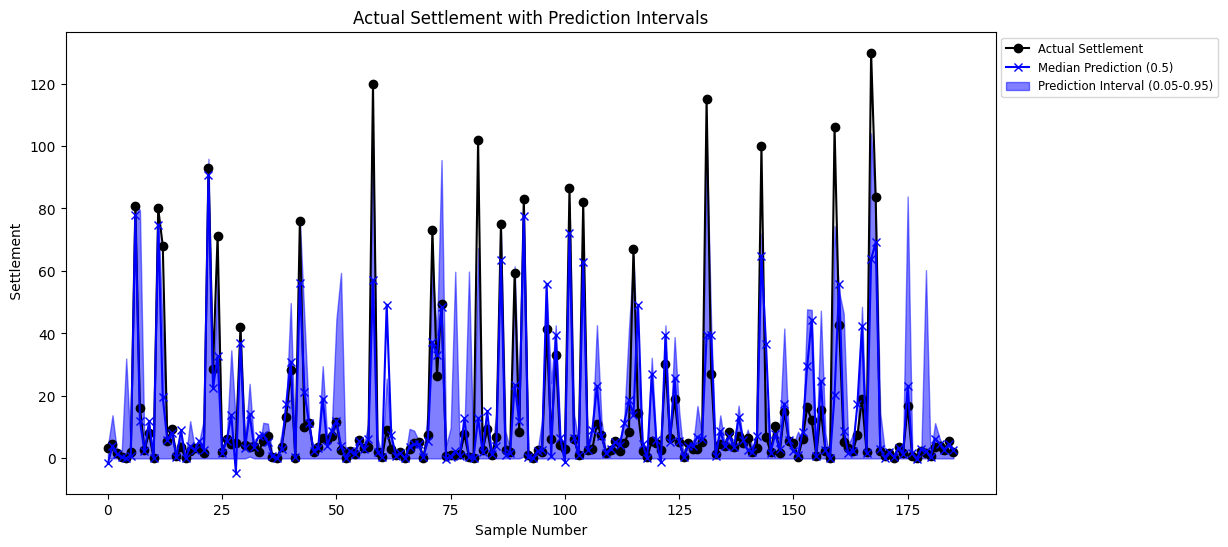 Actual Settlement with Prediction Intervals
Actual Settlement
Median Prediction (0.5)
Prediction Interval (0.05-0.95)
Settlement
120
100
80
60
40
20
0
0 25 50 75 100 125 150 175
Sample Number